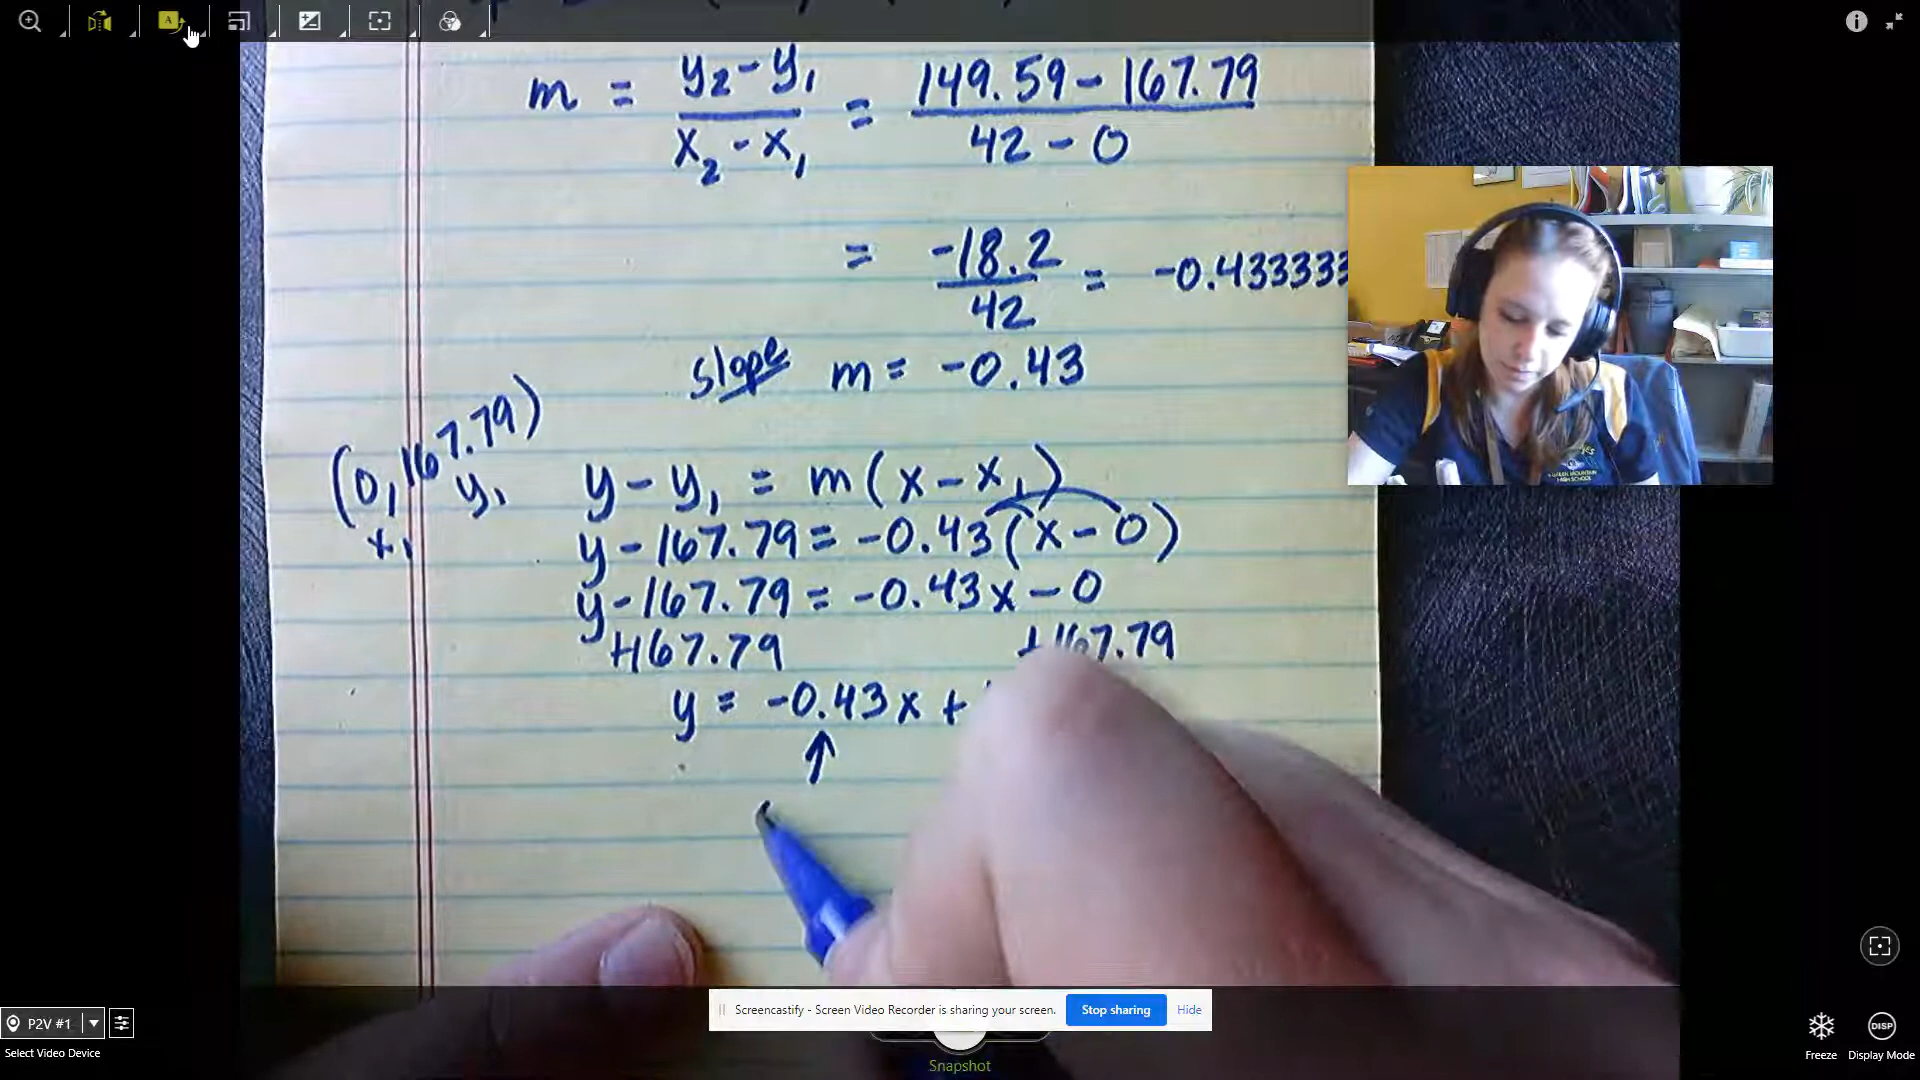 m = y₂ - y₁ / x₂ - x₁ = 149.59 - 167.79 / 42 - 0
= -18.2 / 42 = -0.433333
slope m = -0.43
(0, 167.79)
x₁ y₁
y - y₁ = m(x - x₁)
y - 167.79 = -0.43(x - 0)
y - 167.79 = -0.43x - 0
+167.79 +167.79
y = -0.43x +
P2V #1
Select Video Device
Screencastify - Screen Video Recorder is sharing your screen. Stop sharing Hide
Snapshot
DISP
Freeze Display Mode